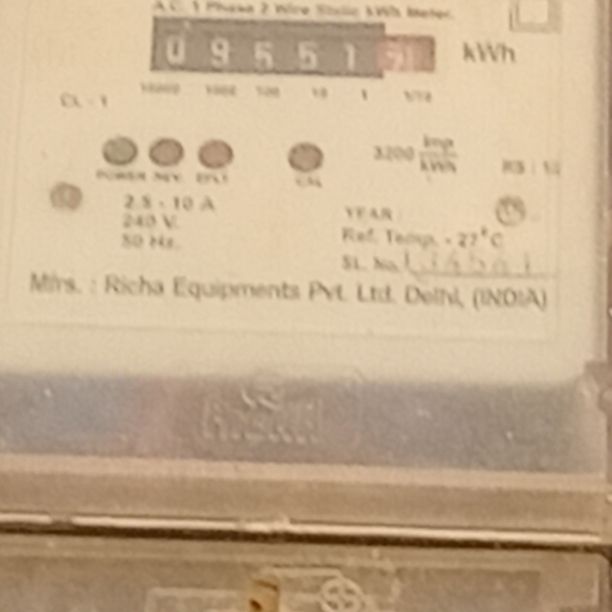 A.C. 1 Phase 2 Wire Static kWh Meter.
0 9 6 5 1 kWh
10000 1000 100 10 1 1/10
CL - 1
3200 imp/kWh
POWER REV. EFLT CAL
2.5 - 10 A
240 V.
50 Hz.
YEAR
Ref. Temp. - 27°C
SL. No.
Mfrs. : Richa Equipments Pvt. Ltd. Delhi, (INDIA)